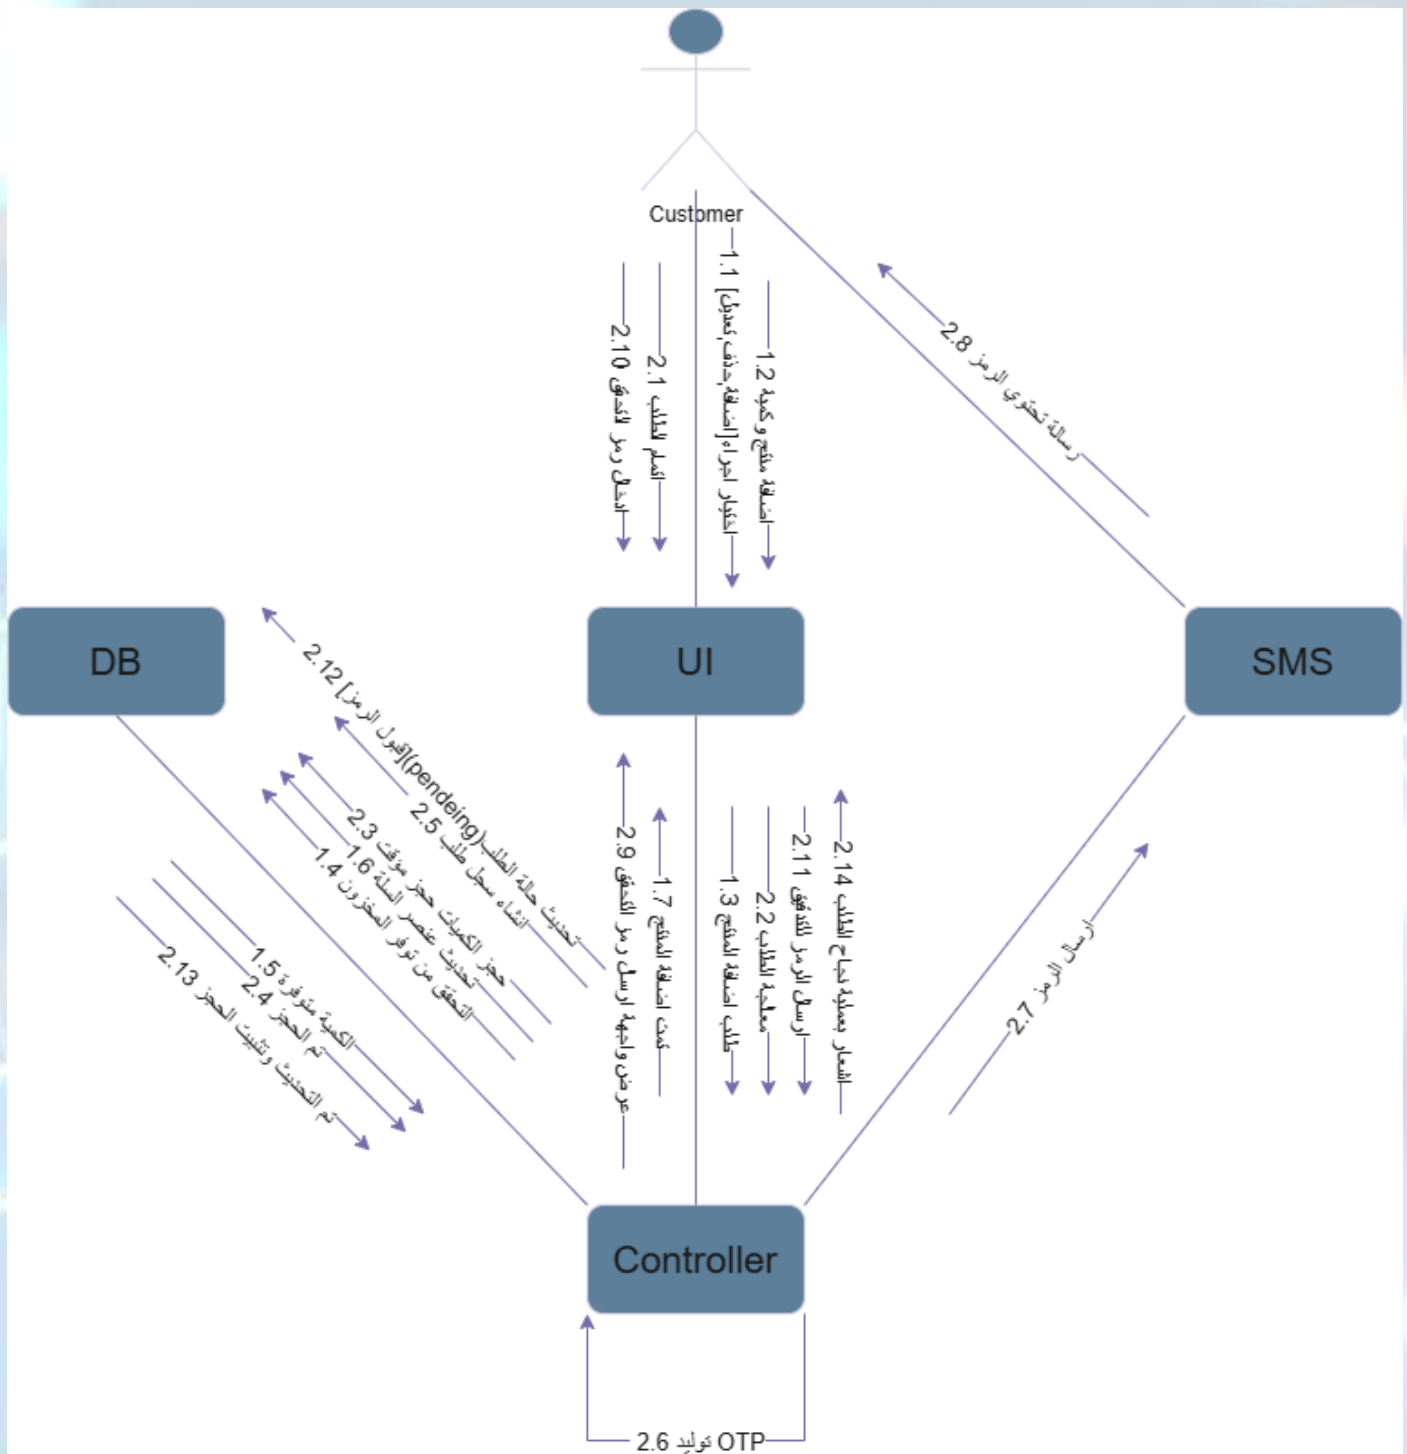 Customer
2.10 ادخال رمز التحقق
2.1 اتمام الطلب
1.1 اختيار اجراء[اضافة,حذف,تعديل]
1.2 اضافة منتج وكمية
2.8 رسالة تحتوي الرمز
DB
UI
SMS
2.12 تحديث حالة الطلب(pendeing)[قبول الرمز]
2.5 انشاء سجل طلب
2.3 حجز الكميات حجز مؤقت
1.6 تحديث عنصر السلة
1.4 التحقق من توفر المخزون
1.5 الكمية متوفرة
2.4 تم الحجز
2.13 تم التحديث وتثبيت الحجز
2.9 عرض واجهة ارسال رمز التحقق
1.7 تمت اضافة المنتج
1.3 طلب اضافة المنتج
2.2 معالجة الطلب
2.11 ارسال الرمز للتدقيق
2.14 اشعار بعملية نجاح الطلب
2.7 ارسال الرمز
Controller
2.6 توليد OTP